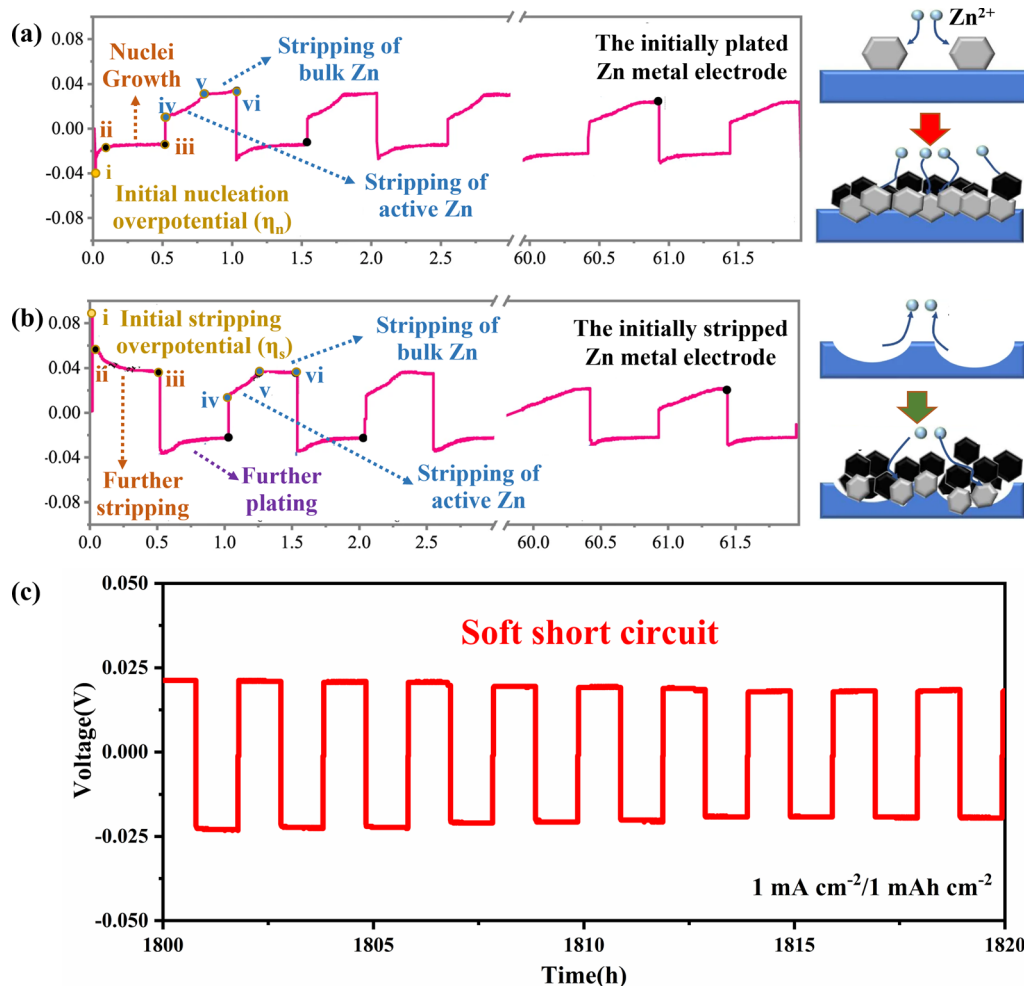 (a)
0.08
0.04
0.00
-0.04
-0.08
Nuclei
Growth
Stripping of
bulk Zn
The initially plated
Zn metal electrode
i
ii
iii
iv
v
vi
Initial nucleation
overpotential (ηn)
Stripping of
active Zn
0.0 0.5 1.0 1.5 2.0 2.5 60.0 60.5 61.0 61.5
Zn2+
(b)
0.08
0.04
0.00
-0.04
-0.08
i
ii
iii
iv
v
vi
Initial stripping
overpotential (ηs)
Stripping of
bulk Zn
The initially stripped
Zn metal electrode
Further
stripping
Further
plating
Stripping of
active Zn
0.0 0.5 1.0 1.5 2.0 2.5 60.0 60.5 61.0 61.5
(c)
0.050
0.025
0.000
-0.025
-0.050
Voltage(V)
Soft short circuit
1 mA cm-2/1 mAh cm-2
1800 1805 1810 1815 1820
Time(h)